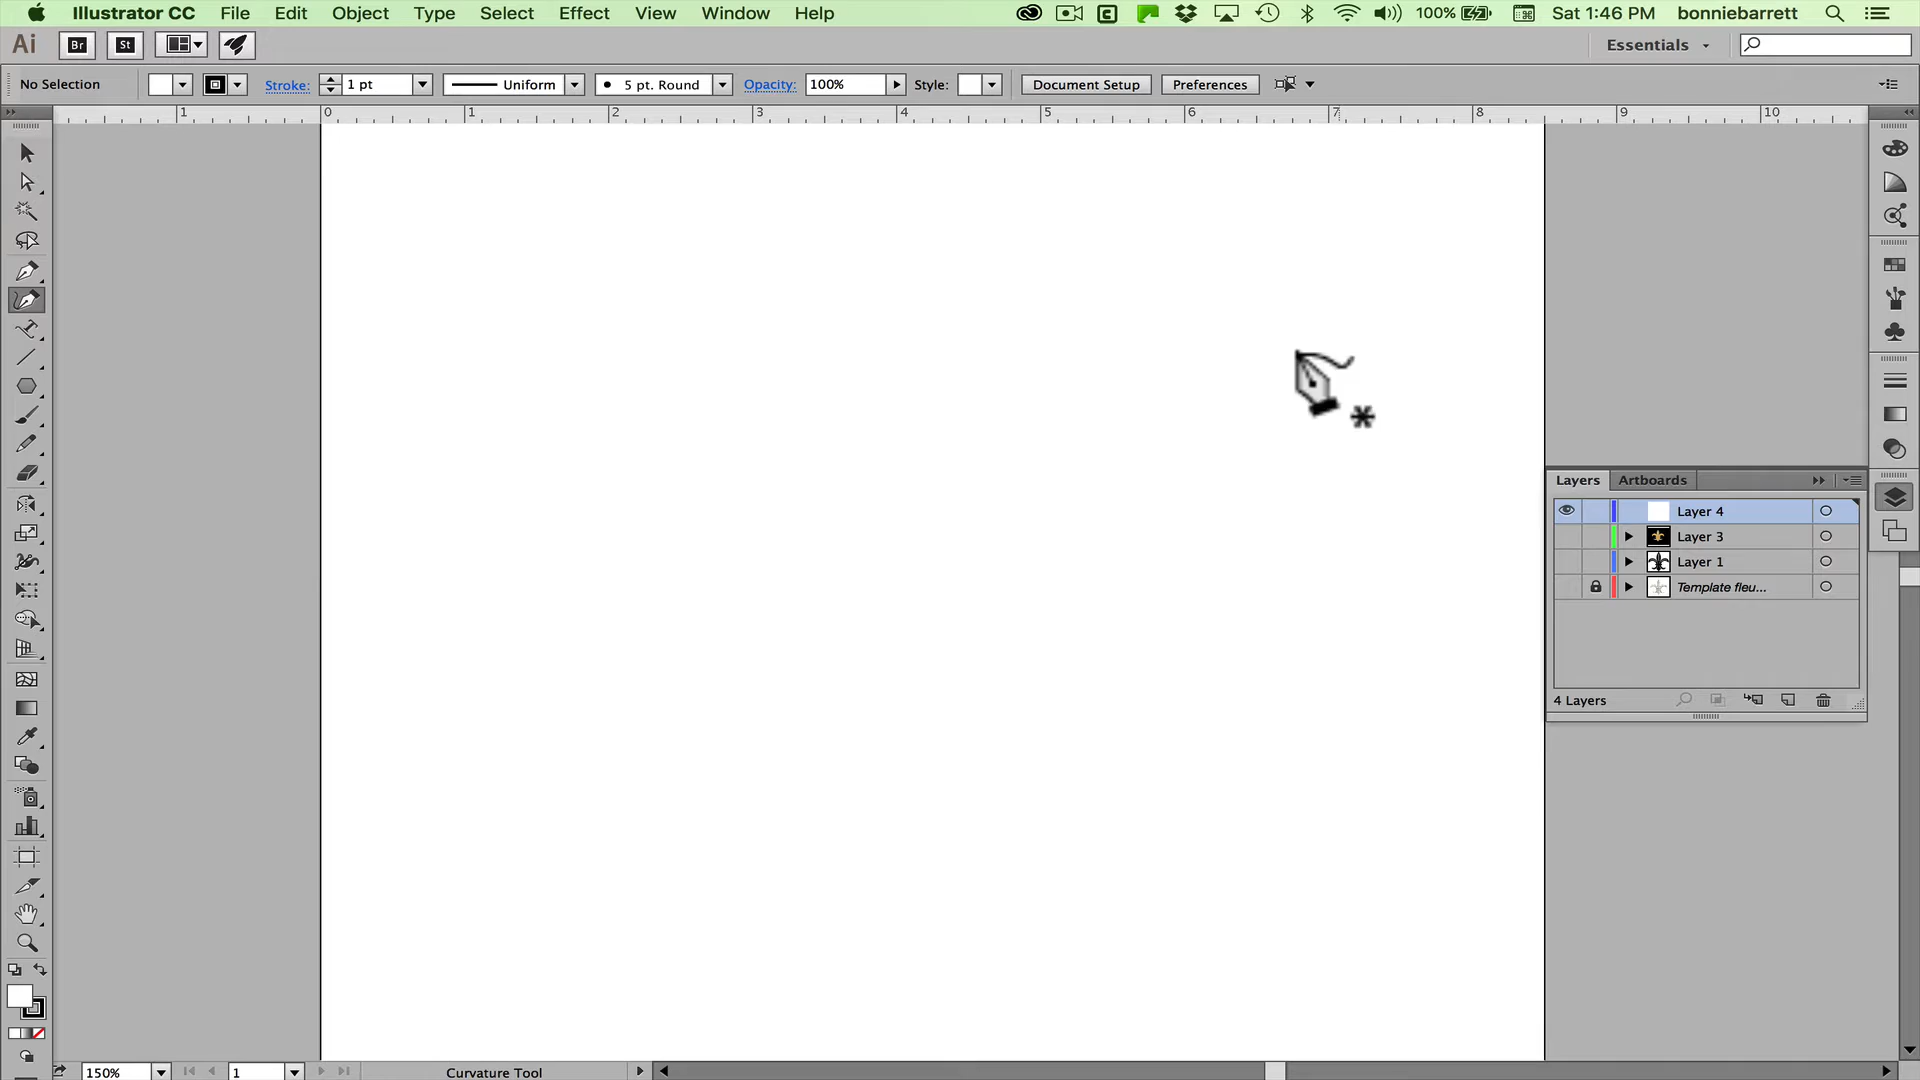 Illustrator CC File Edit Object Type Select Effect View Window Help 100% Sat 1:46 PM bonniebarrett
Ai Br St Essentials
No Selection Stroke: 1 pt Uniform 5 pt. Round Opacity: 100% Style: Document Setup Preferences
1 0 1 2 3 4 5 6 7 8 9 10
Layers Artboards
Layer 4
Layer 3
Layer 1
Template fleu...
4 Layers
150% 1 Curvature Tool